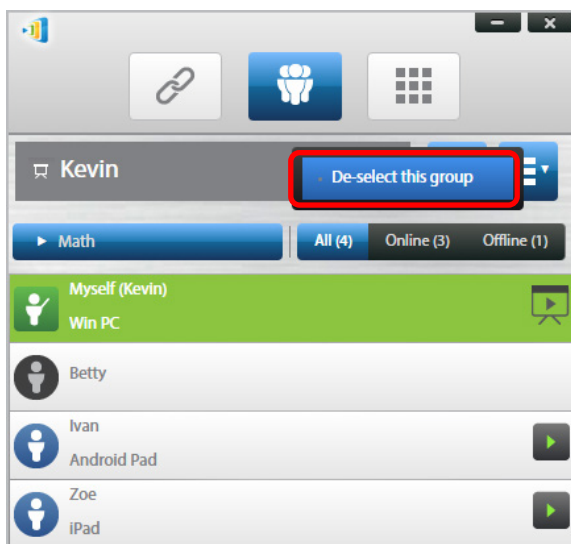 Kevin
De-select this group
Math
All (4) Online (3) Offline (1)
Myself (Kevin)
Win PC
Betty
Ivan
Android Pad
Zoe
iPad